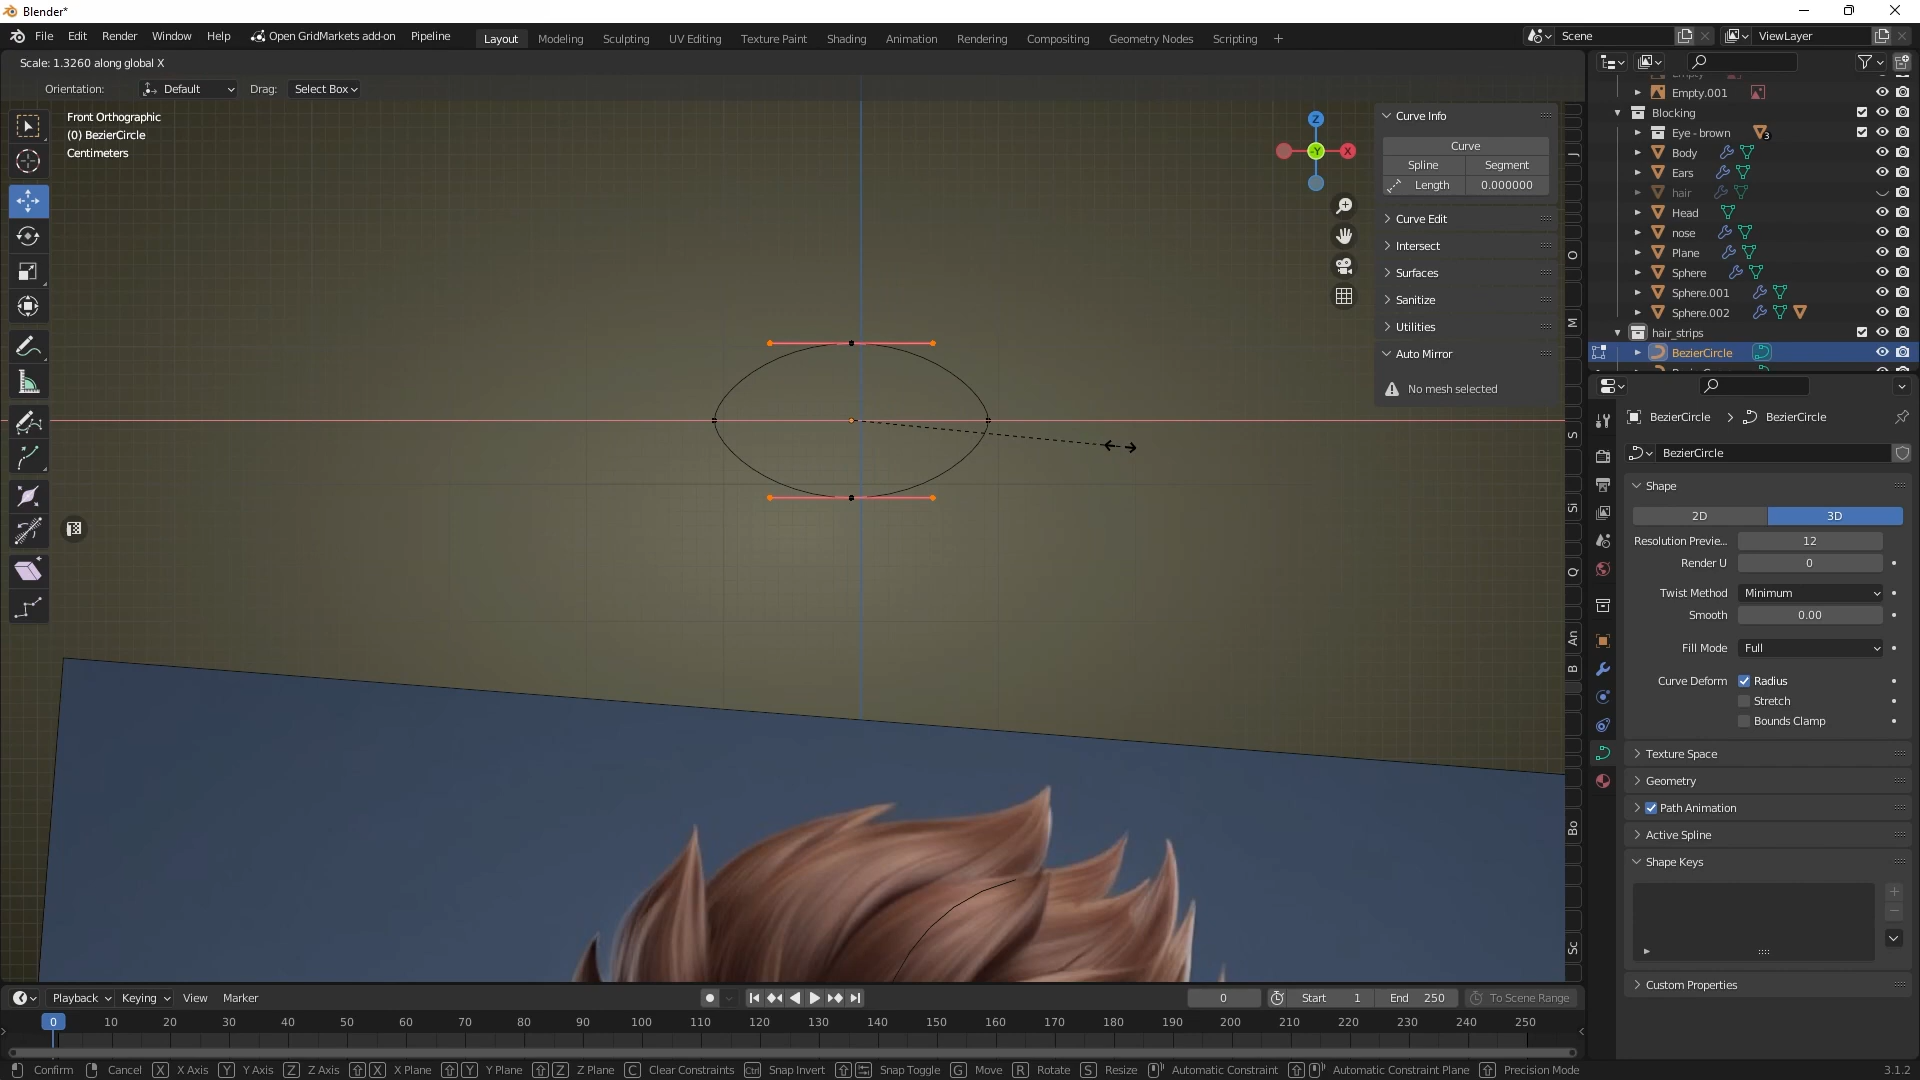 Blender*
File Edit Render Window Help Open GridMarkets add-on Pipeline Layout Modeling Sculpting UV Editing Texture Paint Shading Animation Rendering Compositing Geometry Nodes Scripting + Scene ViewLayer
Scale: 1.3260 along global X
Orientation: Default Drag: Select Box
Front Orthographic
(0) BezierCircle
Centimeters
Z
-Y
X
Curve Info
Curve
Spline Segment
Length 0.000000
Curve Edit
Intersect
Surfaces
Sanitize
Utilities
Auto Mirror
No mesh selected
J
O
M
S
Si
Q
An
B
Bo
Sc
Empty.001
Blocking
Eye - brown 3
Body
Ears
hair
Head
nose
Plane
Sphere
Sphere.001
Sphere.002
hair_strips
BezierCircle
BezierCircle BezierCircle
BezierCircle
Shape
2D 3D
Resolution Previe... 12
Render U 0
Twist Method Minimum
Smooth 0.00
Fill Mode Full
Curve Deform Radius
Stretch
Bounds Clamp
Texture Space
Geometry
Path Animation
Active Spline
Shape Keys
Custom Properties
Playback Keying View Marker 0 Start 1 End 250 To Scene Range
0 10 20 30 40 50 60 70 80 90 100 110 120 130 140 150 160 170 180 190 200 210 220 230 240 250
Confirm Cancel X X Axis Y Y Axis Z Z Axis X X Plane Y Y Plane Z Z Plane C Clear Constraints Ctrl Snap Invert Snap Toggle G Move R Rotate S Resize Automatic Constraint Automatic Constraint Plane Precision Mode 3.1.2